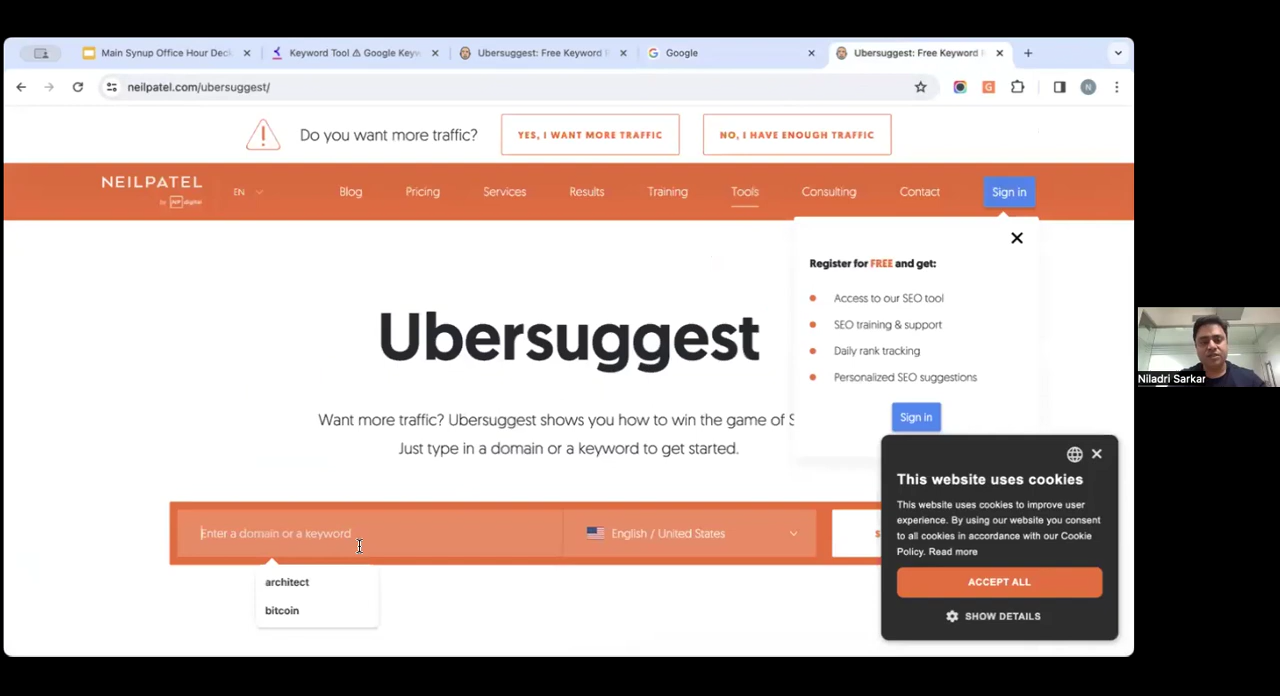 Main Synup Office Hour Deck
Keyword Tool ⚠ Google Keyw
Ubersuggest: Free Keyword R
Google
Ubersuggest: Free Keyword R
neilpatel.com/ubersuggest/
G
N
Do you want more traffic?
YES, I WANT MORE TRAFFIC
NO, I HAVE ENOUGH TRAFFIC
NEILPATEL
by NP digital
EN
Blog
Pricing
Services
Results
Training
Tools
Consulting
Contact
Sign in
Register for FREE and get:
Access to our SEO tool
SEO training & support
Daily rank tracking
Personalized SEO suggestions
Sign in
Ubersuggest
Want more traffic? Ubersuggest shows you how to win the game of S
Just type in a domain or a keyword to get started.
Enter a domain or a keyword
English / United States
S
architect
bitcoin
This website uses cookies
This website uses cookies to improve user
experience. By using our website you consent
to all cookies in accordance with our Cookie
Policy. Read more
ACCEPT ALL
SHOW DETAILS
Niladri Sarkar